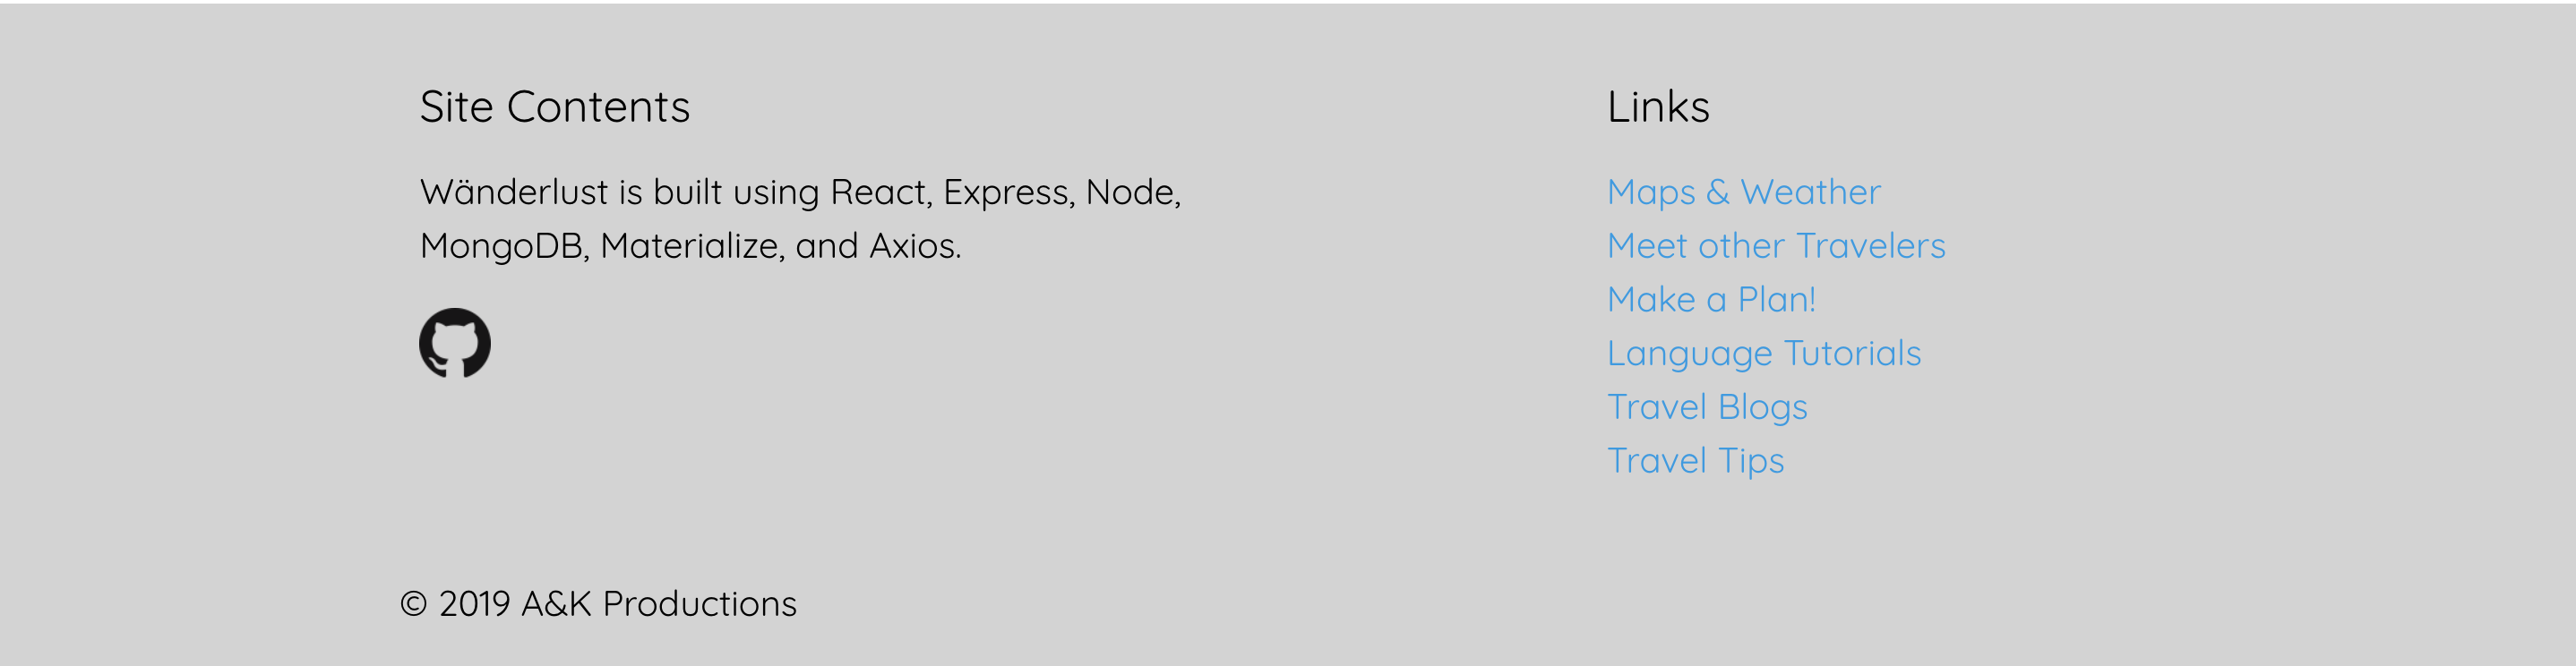 Site Contents
Wänderlust is built using React, Express, Node,
MongoDB, Materialize, and Axios.
Links
Maps & Weather
Meet other Travelers
Make a Plan!
Language Tutorials
Travel Blogs
Travel Tips
© 2019 A&K Productions